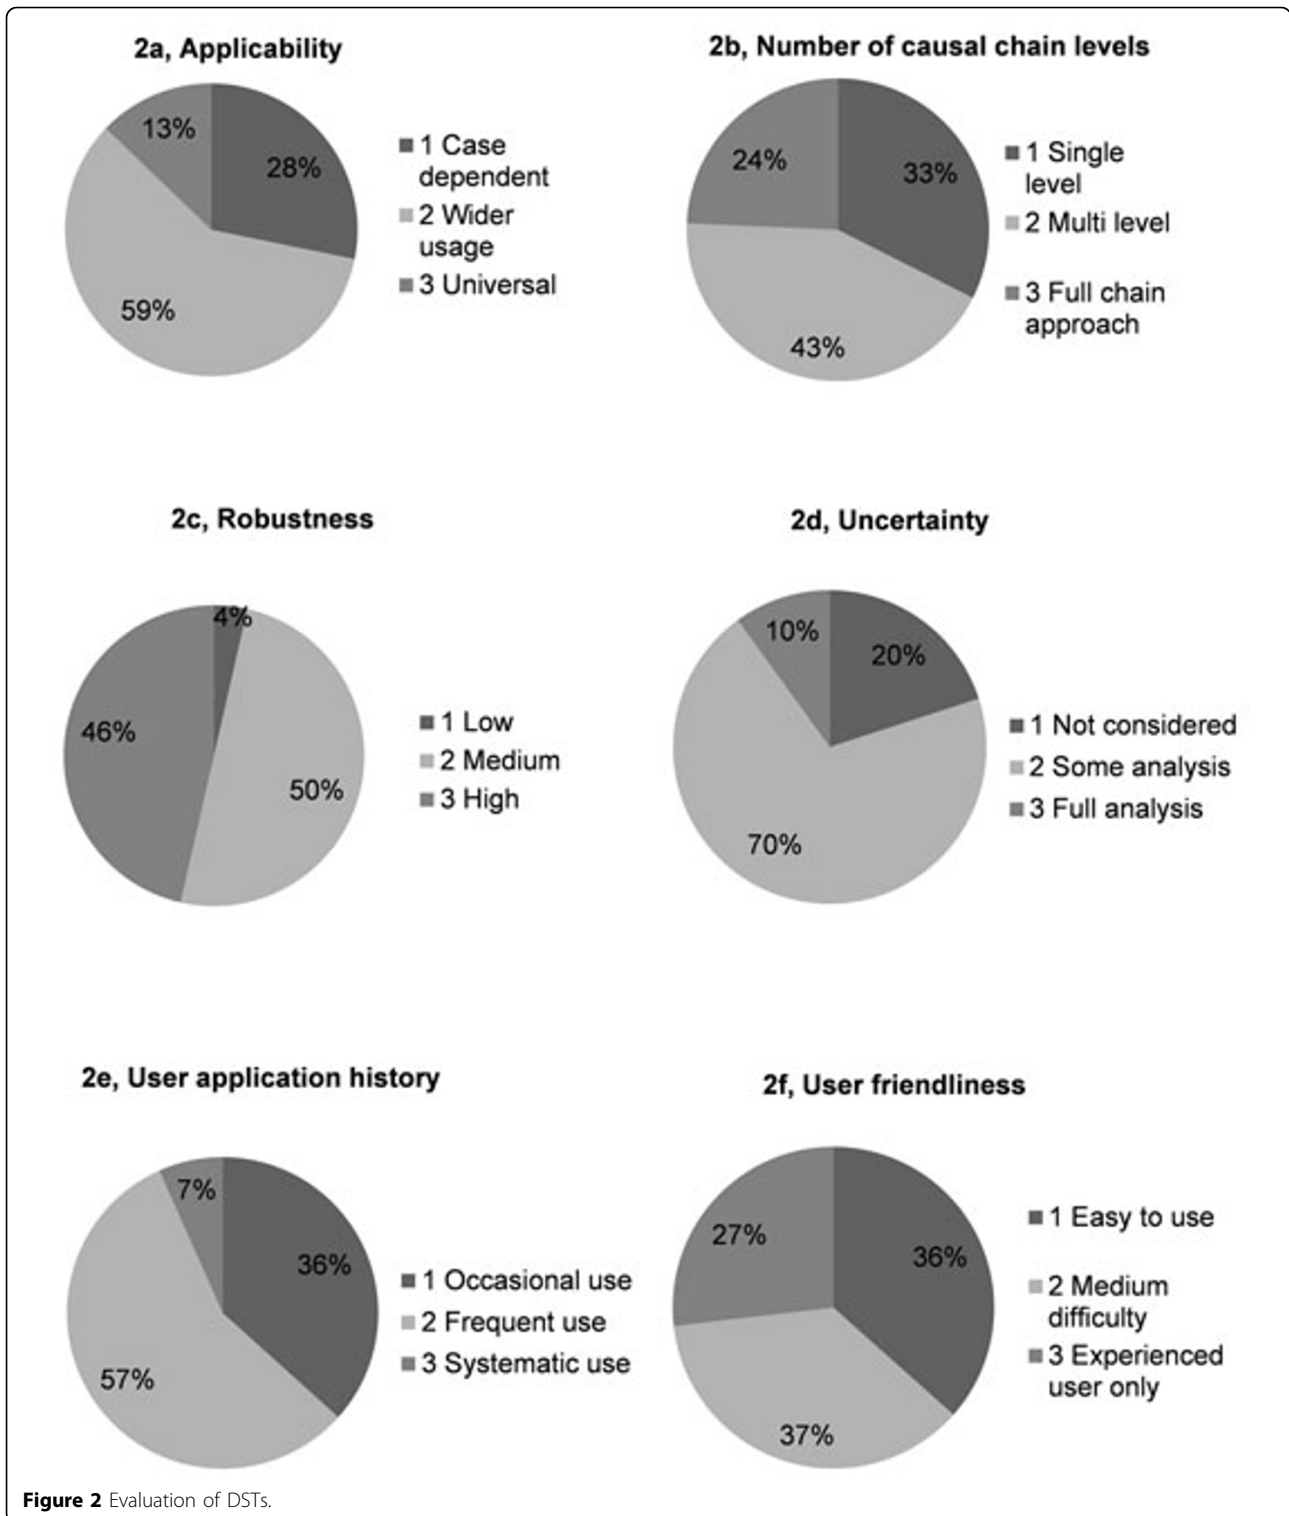 2a, Applicability
13%
28%
59%
1 Case
dependent
2 Wider
usage
3 Universal
2b, Number of causal chain levels
24%
33%
43%
1 Single
level
2 Multi level
3 Full chain
approach
2c, Robustness
4%
46%
50%
1 Low
2 Medium
3 High
2d, Uncertainty
10%
20%
70%
1 Not considered
2 Some analysis
3 Full analysis
2e, User application history
7%
36%
57%
1 Occasional use
2 Frequent use
3 Systematic use
2f, User friendliness
27%
36%
37%
1 Easy to use
2 Medium
difficulty
3 Experienced
user only
Figure 2 Evaluation of DSTs.